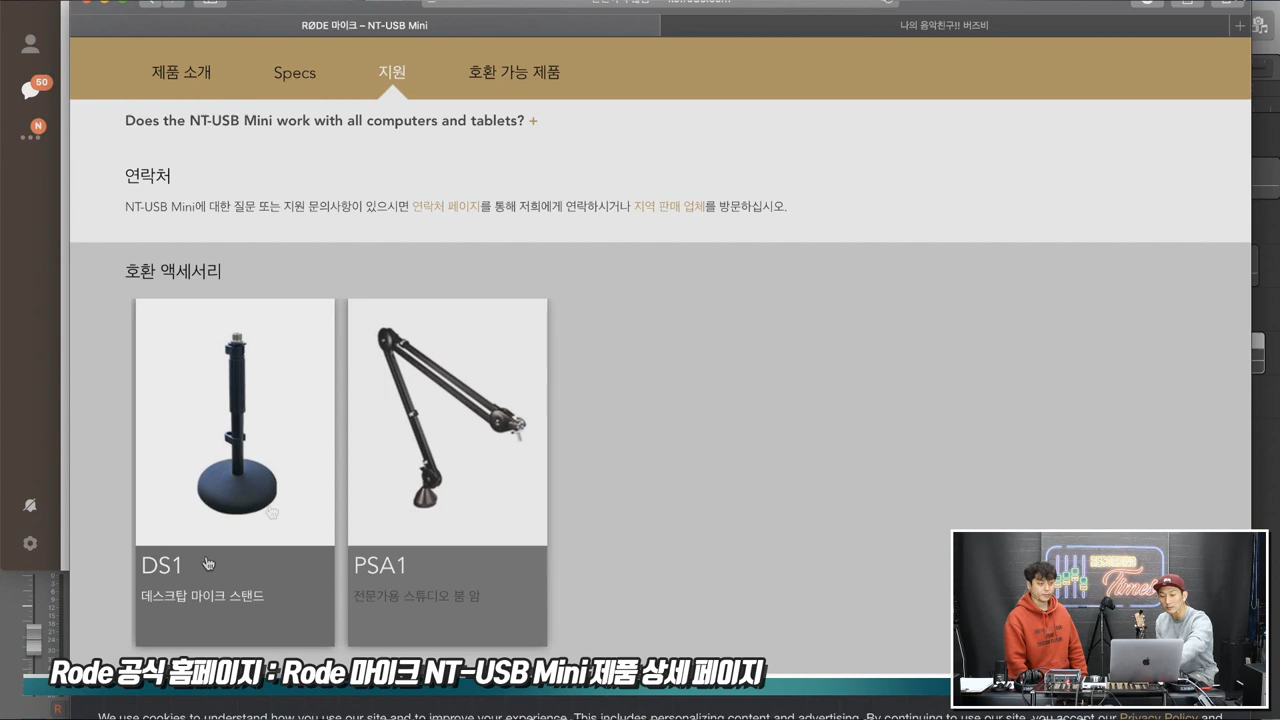 RØDE 마이크 – NT-USB Mini
나의 음악친구!! 버즈비
50
N
제품 소개
Specs
지원
호환 가능 제품
Does the NT-USB Mini work with all computers and tablets? +
연락처
NT-USB Mini에 대한 질문 또는 지원 문의사항이 있으시면 연락처 페이지를 통해 저희에게 연락하시거나 지역 판매 업체를 방문하십시오.
호환 액세서리
DS1
데스크탑 마이크 스탠드
PSA1
전문가용 스튜디오 붐 암
Times
Rode 공식 홈페이지 : Rode 마이크 NT-USB Mini 제품 상세 페이지
R
We use cookies to understand how you use our site and to improve your experience. This includes personalizing content and advertising. By continuing to use our site, you accept our Privacy Policy and